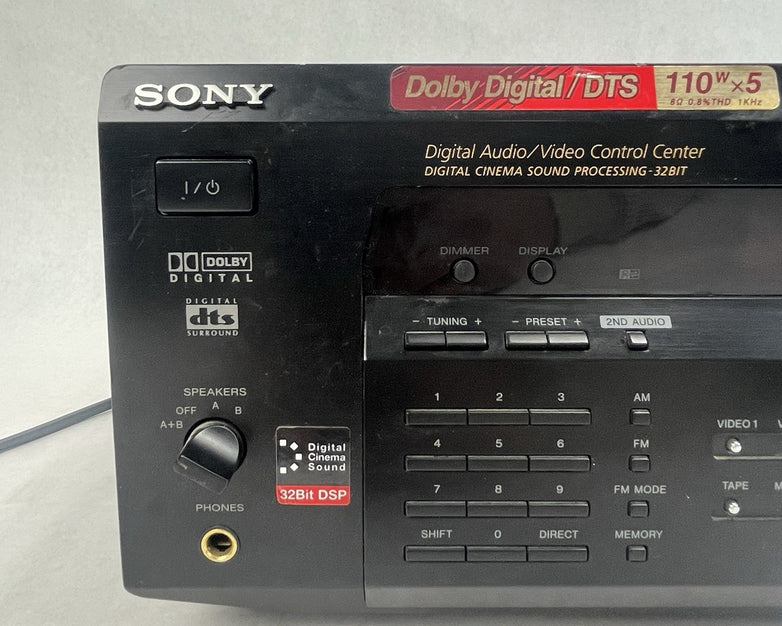 SONY
Dolby Digital/DTS
110W×5
8Ω 0.8%THD 1KHz
Digital Audio/Video Control Center
DIGITAL CINEMA SOUND PROCESSING-32BIT
I/⏻
DIMMER DISPLAY
DOLBY
DIGITAL
DIGITAL
dts
SURROUND
- TUNING + - PRESET + 2ND AUDIO
SPEAKERS
OFF A B
A+B
1 2 3 AM
VIDEO 1 V
Digital
Cinema
Sound
32Bit DSP
4 5 6 FM
7 8 9 FM MODE
TAPE M
PHONES
SHIFT 0 DIRECT MEMORY